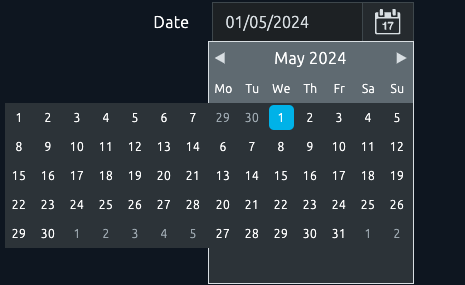 Date 01/05/2024 17
May 2024
Mo Tu We Th Fr Sa Su
1 2 3 4 5 6 7 29 30 1 2 3 4 5
8 9 10 11 12 13 14 6 7 8 9 10 11 12
15 16 17 18 19 20 21 13 14 15 16 17 18 19
22 23 24 25 26 27 28 20 21 22 23 24 25 26
29 30 1 2 3 4 5 27 28 29 30 31 1 2